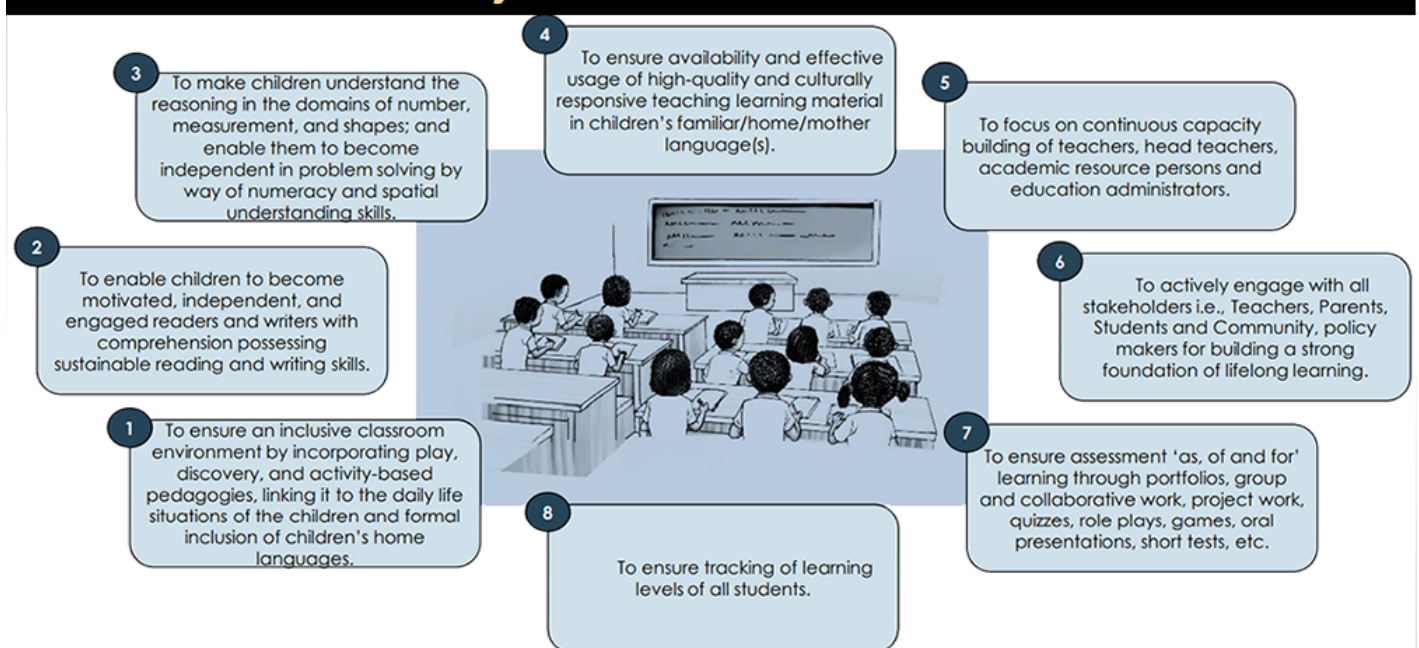 1
To ensure an inclusive classroom
environment by incorporating play,
discovery, and activity-based
pedagogies, linking it to the daily life
situations of the children and formal
inclusion of children's home
languages.
2
To enable children to become
motivated, independent, and
engaged readers and writers with
comprehension possessing
sustainable reading and writing skills.
3
To make children understand the
reasoning in the domains of number,
measurement, and shapes; and
enable them to become
independent in problem solving by
way of numeracy and spatial
understanding skills.
4
To ensure availability and effective
usage of high-quality and culturally
responsive teaching learning material
in children's familiar/home/mother
language(s).
5
To focus on continuous capacity
building of teachers, head teachers,
academic resource persons and
education administrators.
6
To actively engage with all
stakeholders i.e., Teachers, Parents,
Students and Community, policy
makers for building a strong
foundation of lifelong learning.
7
To ensure assessment 'as, of and for'
learning through portfolios, group
and collaborative work, project work,
quizzes, role plays, games, oral
presentations, short tests, etc.
8
To ensure tracking of learning
levels of all students.